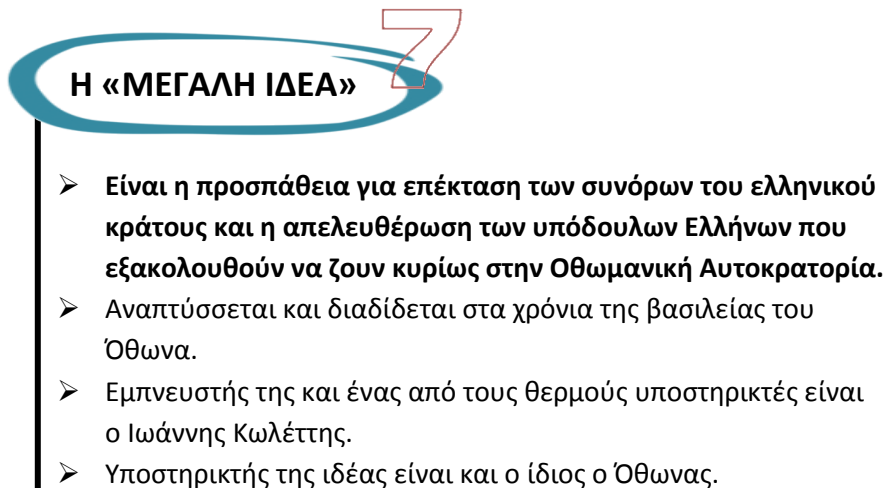 7
Η «ΜΕΓΑΛΗ ΙΔΕΑ»
➢ Είναι η προσπάθεια για επέκταση των συνόρων του ελληνικού
κράτους και η απελευθέρωση των υπόδουλων Ελλήνων που
εξακολουθούν να ζουν κυρίως στην Οθωμανική Αυτοκρατορία.
➢ Αναπτύσσεται και διαδίδεται στα χρόνια της βασιλείας του
Όθωνα.
➢ Εμπνευστής της και ένας από τους θερμούς υποστηρικτές είναι
ο Ιωάννης Κωλέττης.
➢ Υποστηρικτής της ιδέας είναι και ο ίδιος ο Όθωνας.